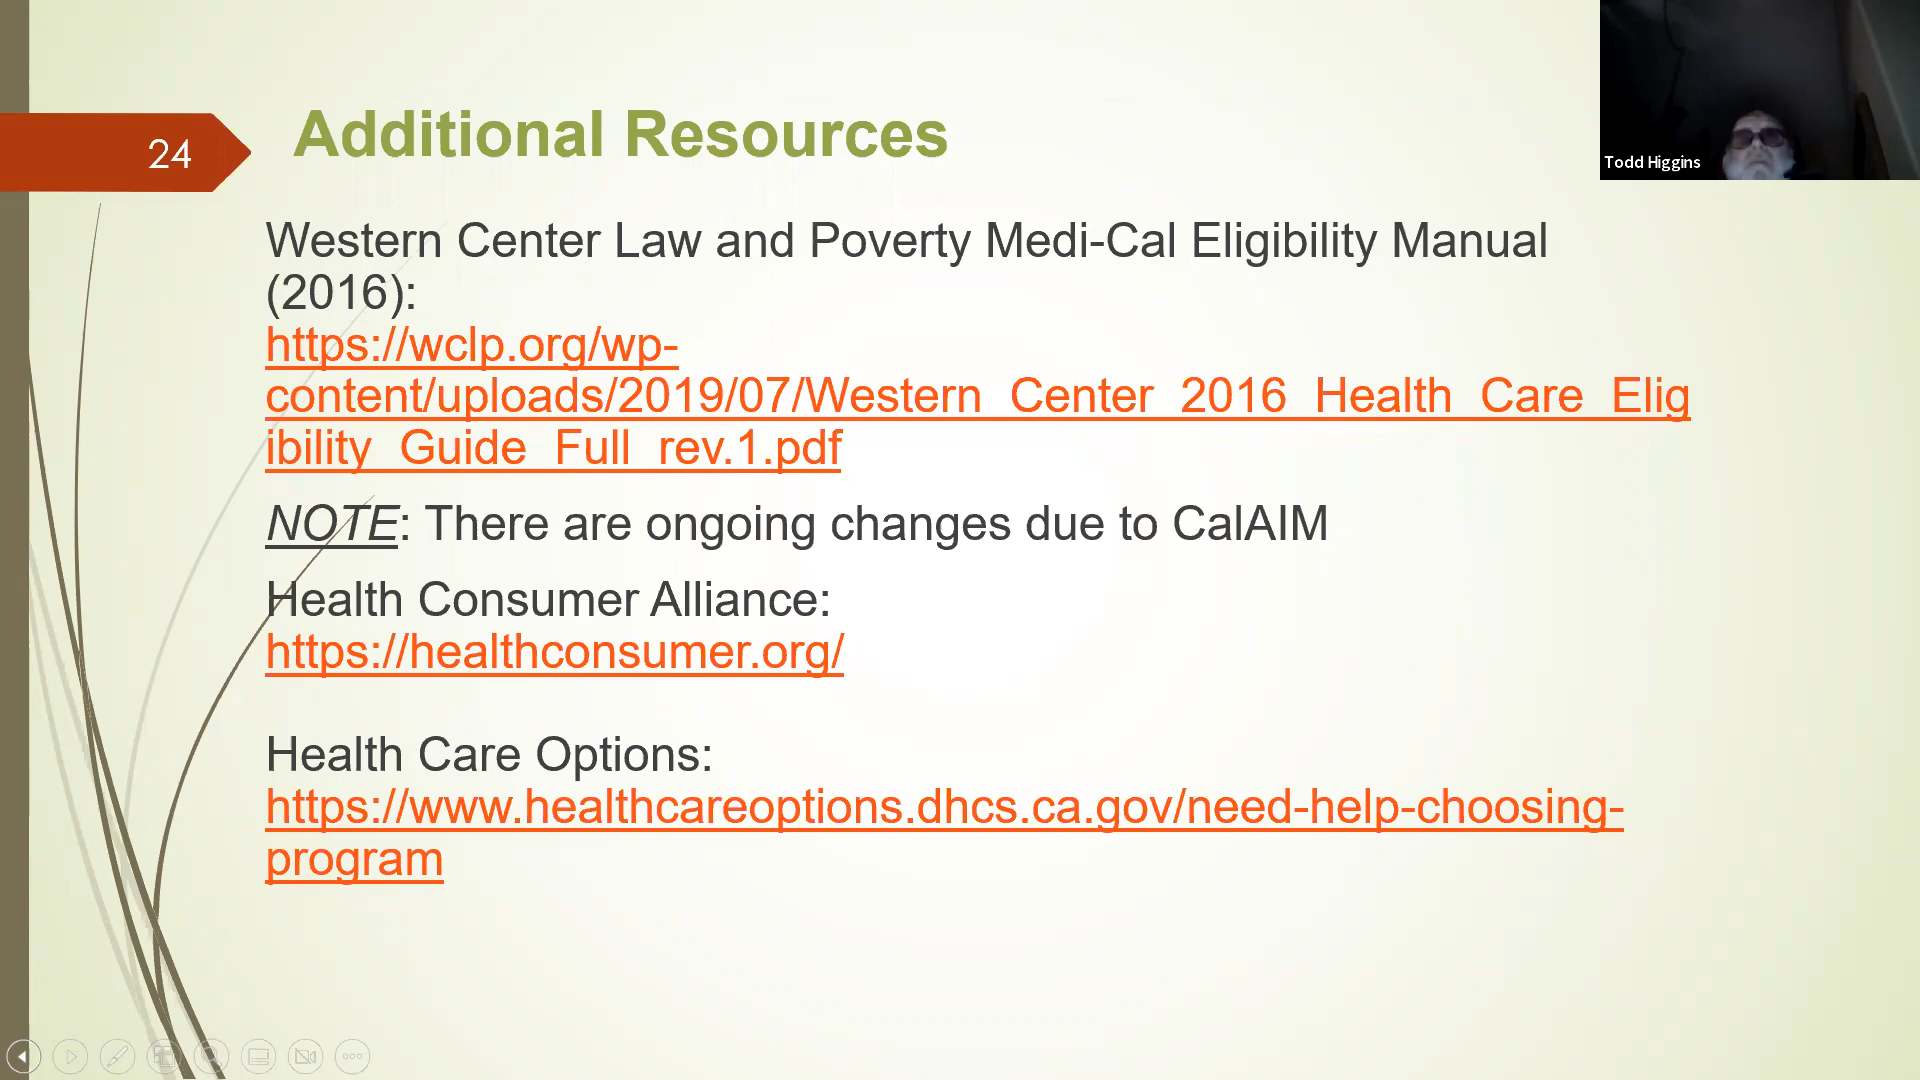 24
Additional Resources
Todd Higgins
Western Center Law and Poverty Medi-Cal Eligibility Manual
(2016):
https://wclp.org/wp-
content/uploads/2019/07/Western_Center_2016_Health_Care_Elig
ibility_Guide_Full_rev.1.pdf
NOTE: There are ongoing changes due to CalAIM
Health Consumer Alliance:
https://healthconsumer.org/
Health Care Options:
https://www.healthcareoptions.dhcs.ca.gov/need-help-choosing-
program